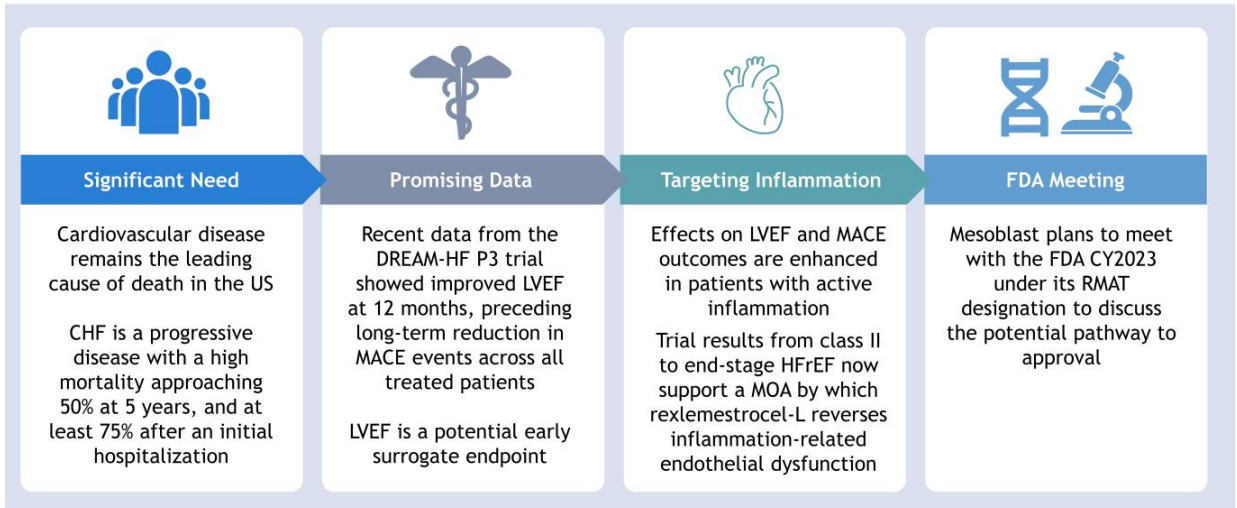 Significant Need
Cardiovascular disease
remains the leading
cause of death in the US
CHF is a progressive
disease with a high
mortality approaching
50% at 5 years, and at
least 75% after an initial
hospitalization
Promising Data
Recent data from the
DREAM-HF P3 trial
showed improved LVEF
at 12 months, preceding
long-term reduction in
MACE events across all
treated patients
LVEF is a potential early
surrogate endpoint
Targeting Inflammation
Effects on LVEF and MACE
outcomes are enhanced
in patients with active
inflammation
Trial results from class II
to end-stage HFrEF now
support a MOA by which
rexlemestrocel-L reverses
inflammation-related
endothelial dysfunction
FDA Meeting
Mesoblast plans to meet
with the FDA CY2023
under its RMAT
designation to discuss
the potential pathway to
approval